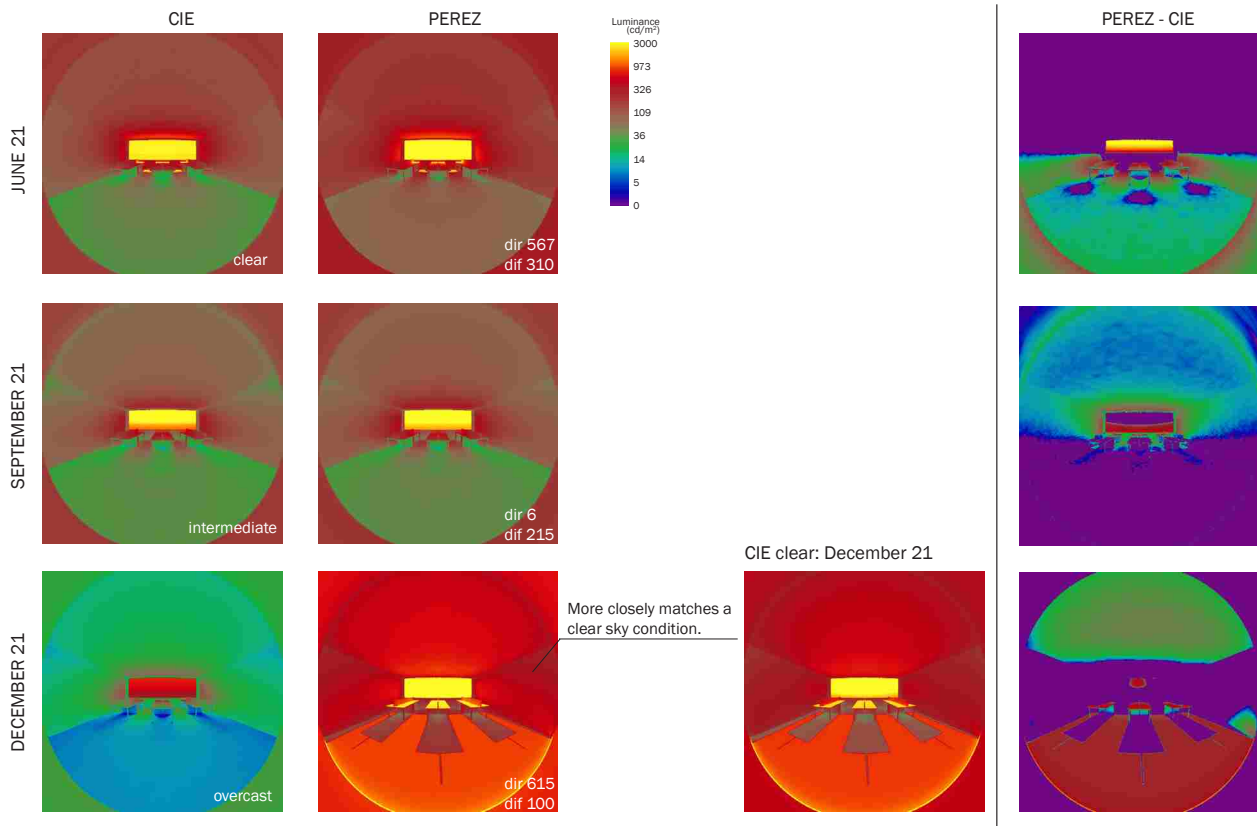 CIE
PEREZ
Luminance
(cd/m²)
3000
973
326
109
36
14
5
0
PEREZ - CIE
JUNE 21
clear
dir 567
dif 310
SEPTEMBER 21
intermediate
dir 6
dif 215
CIE clear: December 21
DECEMBER 21
overcast
dir 615
dif 100
More closely matches a
clear sky condition.